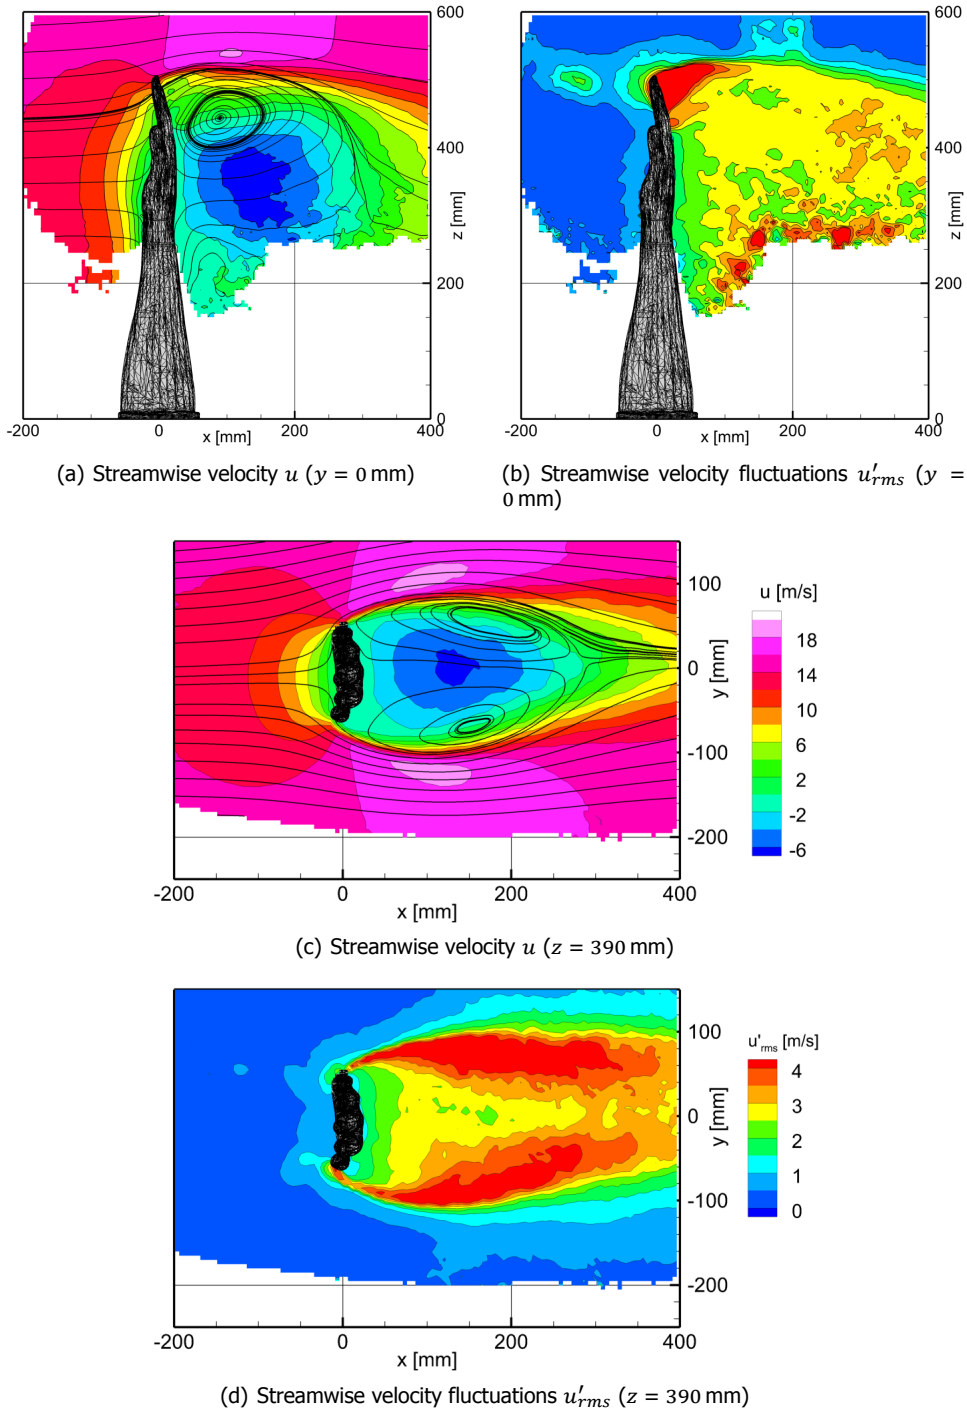 600
400
z [mm]
200
0
-200
0
200
400
x [mm]
(a) Streamwise velocity u (y = 0 mm)
600
400
z [mm]
200
0
-200
0
200
400
x [mm]
(b) Streamwise velocity fluctuations u′rms (y =
0 mm)
100
0
-100
-200
y [mm]
-200
0
200
400
x [mm]
u [m/s]
18
14
10
6
2
-2
-6
(c) Streamwise velocity u (z = 390 mm)
100
0
-100
-200
y [mm]
-200
0
200
400
x [mm]
u'rms [m/s]
4
3
2
1
0
(d) Streamwise velocity fluctuations u′rms (z = 390 mm)